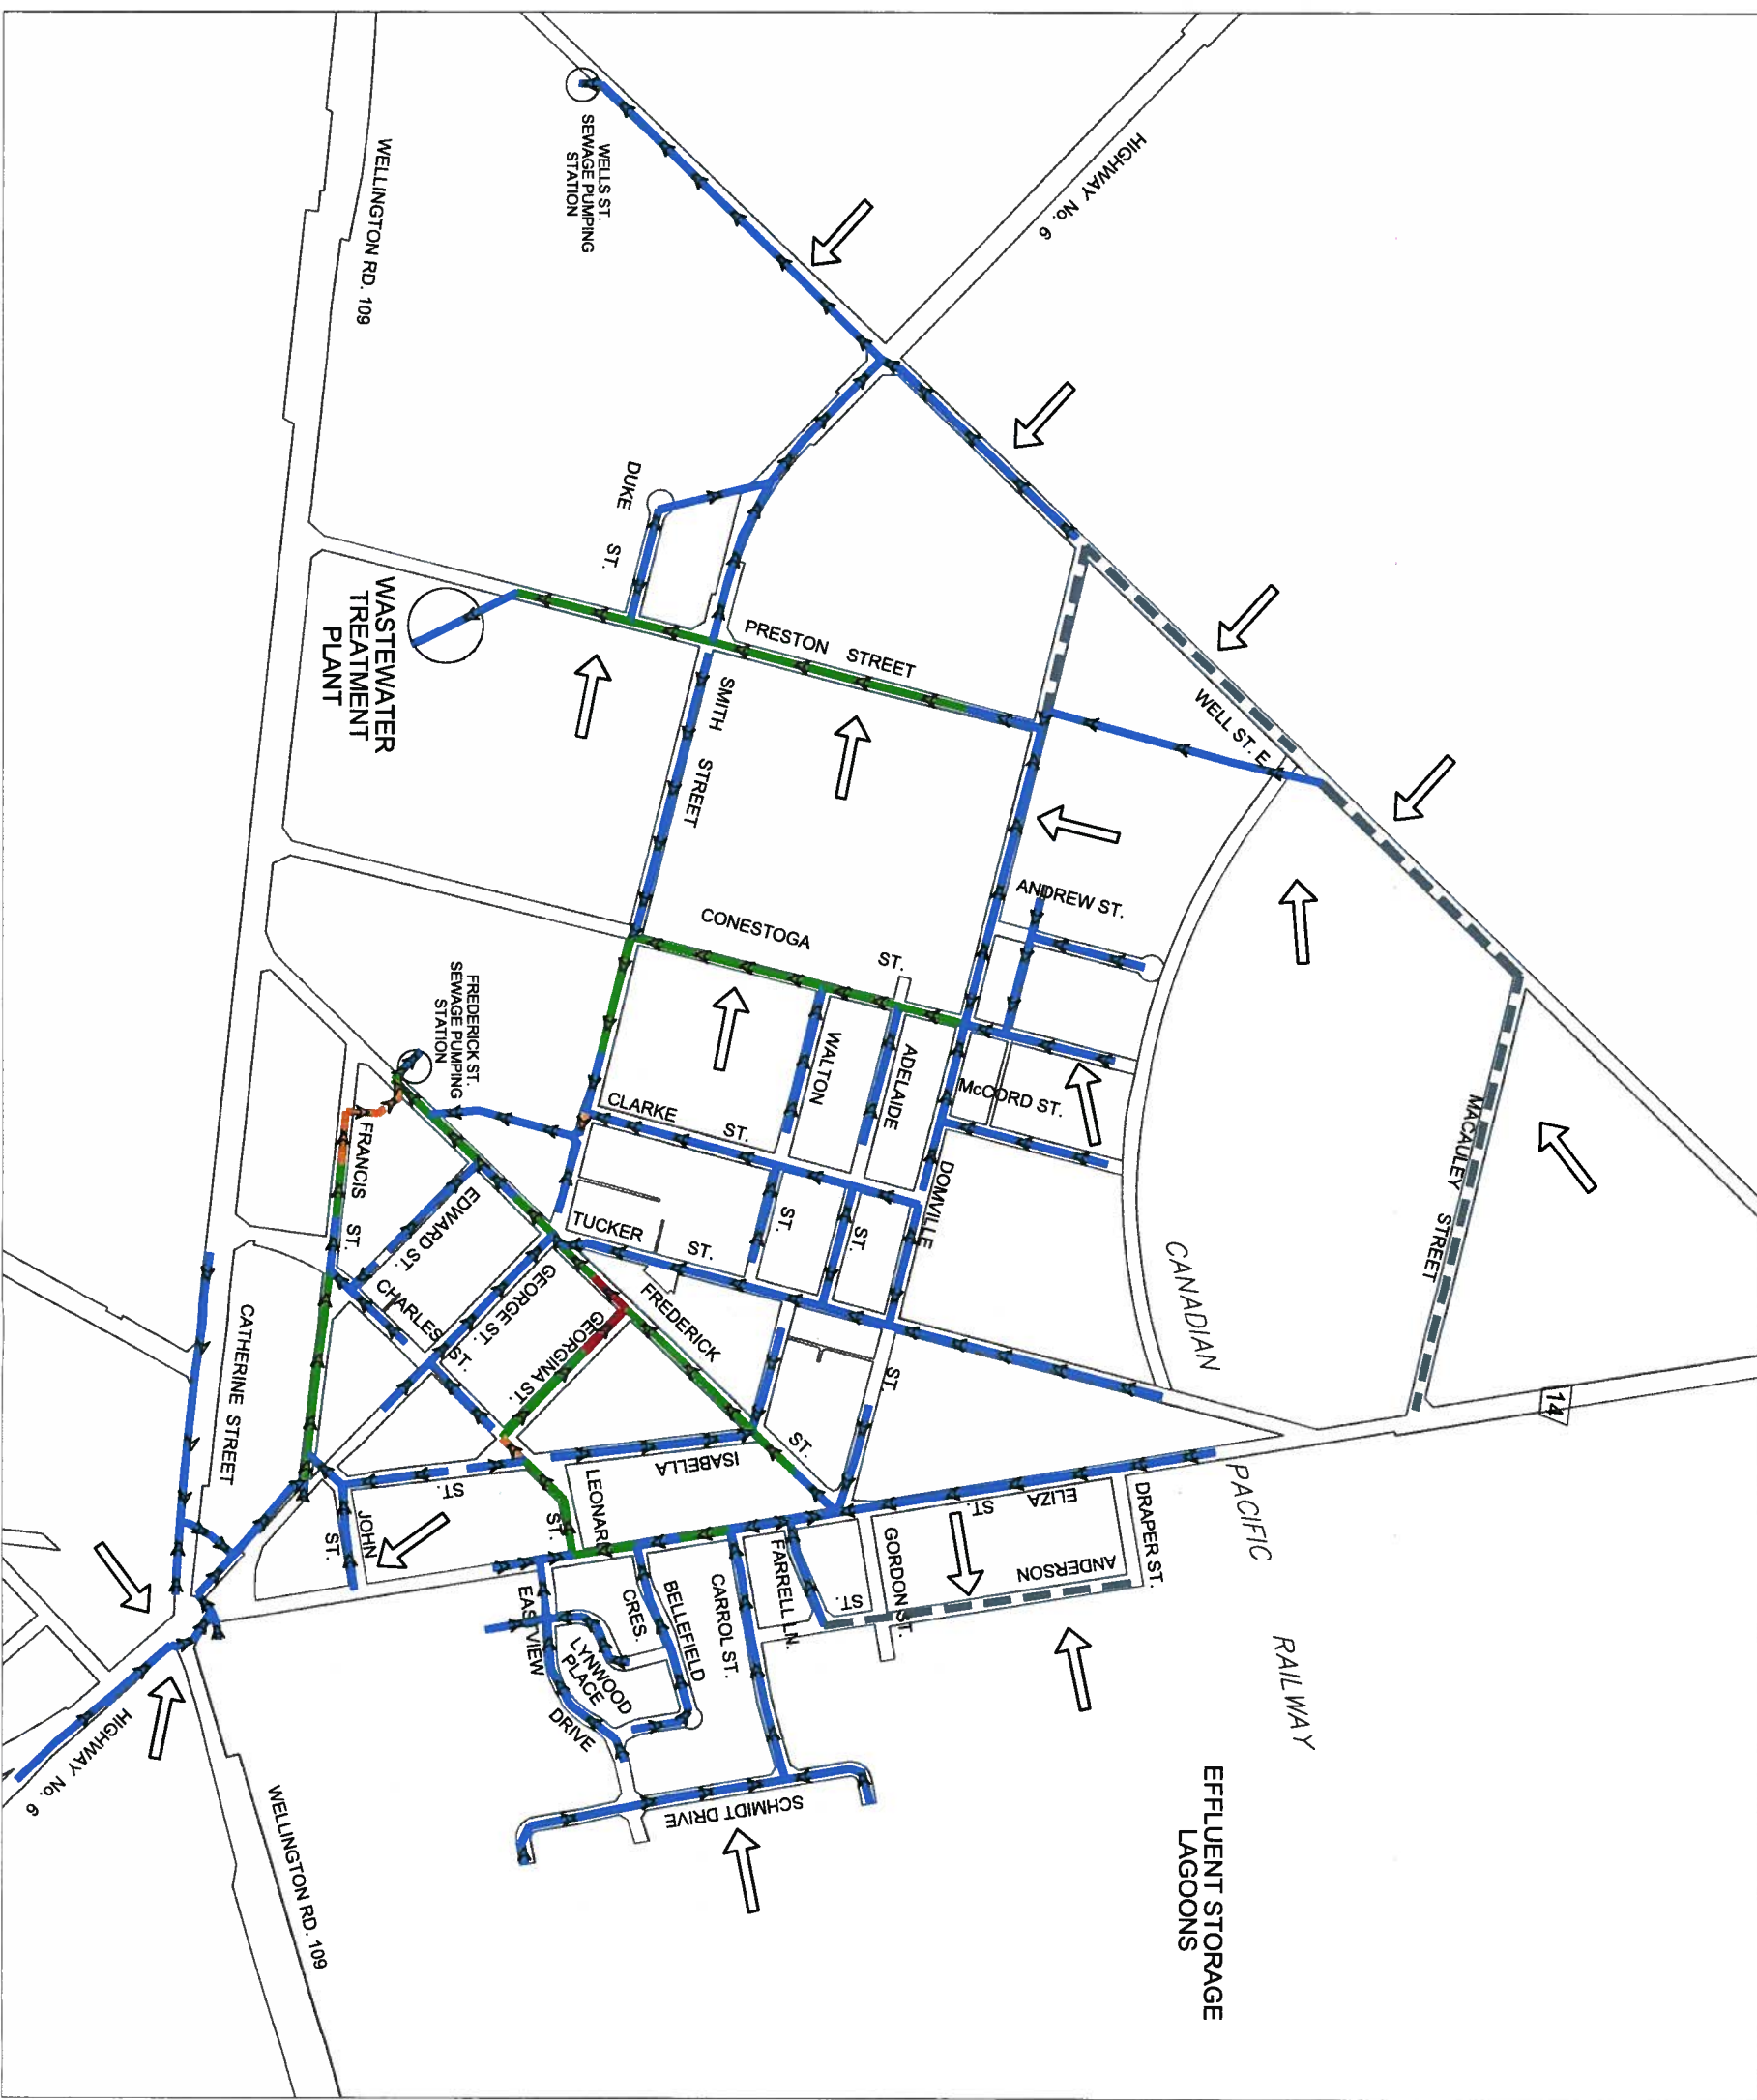 HIGHWAY No. 6
WELLS ST.
SEWAGE PUMPING
STATION
WELLINGTON RD. 109
DUKE ST.
WASTEWATER
TREATMENT
PLANT
PRESTON STREET
SMITH STREET
WELL ST. E
ANDREW ST.
CONESTOGA ST.
WALTON ST.
ADELAIDE ST.
McCORD ST.
CLARKE ST.
DOMVILLE ST.
TUCKER ST.
MACAULEY STREET
FREDERICK ST.
SEWAGE PUMPING
STATION
FRANCIS ST.
EDWARD ST.
CHARLES ST.
GEORGE ST.
GEORGINA ST.
FREDERICK ST.
CATHERINE STREET
ISABELLA ST.
LEONARD ST.
JOHN ST.
CANADIAN PACIFIC RAILWAY
14
ELIZA ST.
DRAPER ST.
ANDERSON ST.
GORDON ST.
FARRELL LN.
CARROL ST.
BELLEFIELD CRES.
EASTVIEW DRIVE
LYNWOOD
PLACE
SCHMIDT DRIVE
HIGHWAY No. 6
WELLINGTON RD. 109
EFFLUENT STORAGE
LAGOONS